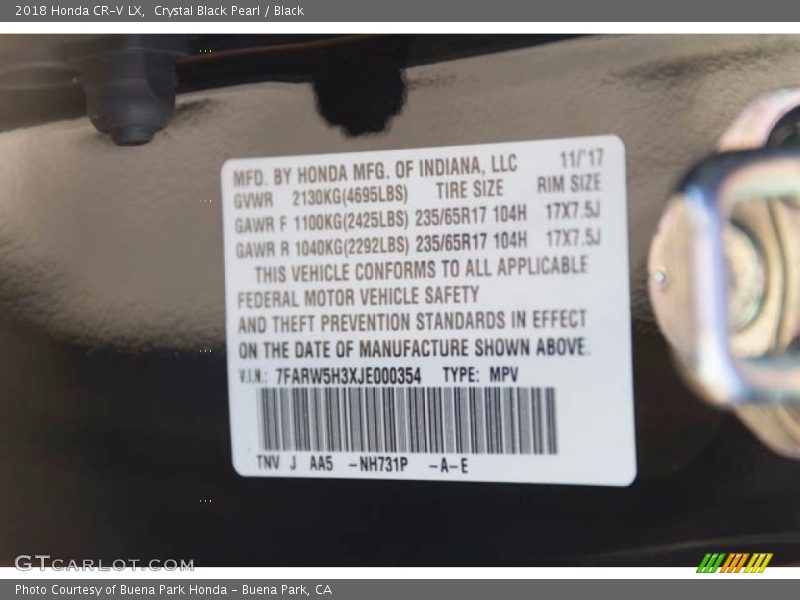 2018 Honda CR-V LX, Crystal Black Pearl / Black
MFD. BY HONDA MFG. OF INDIANA, LLC 11/'17
GVWR 2130KG(4695LBS) TIRE SIZE RIM SIZE
GAWR F 1100KG(2425LBS) 235/65R17 104H 17X7.5J
GAWR R 1040KG(2292LBS) 235/65R17 104H 17X7.5J
THIS VEHICLE CONFORMS TO ALL APPLICABLE
FEDERAL MOTOR VEHICLE SAFETY
AND THEFT PREVENTION STANDARDS IN EFFECT
ON THE DATE OF MANUFACTURE SHOWN ABOVE.
V.I.N.: 7FARW5H3XJE000354 TYPE: MPV
TNV J AA5 -NH731P -A-E
GTCARLOT.COM
Photo Courtesy of Buena Park Honda - Buena Park, CA